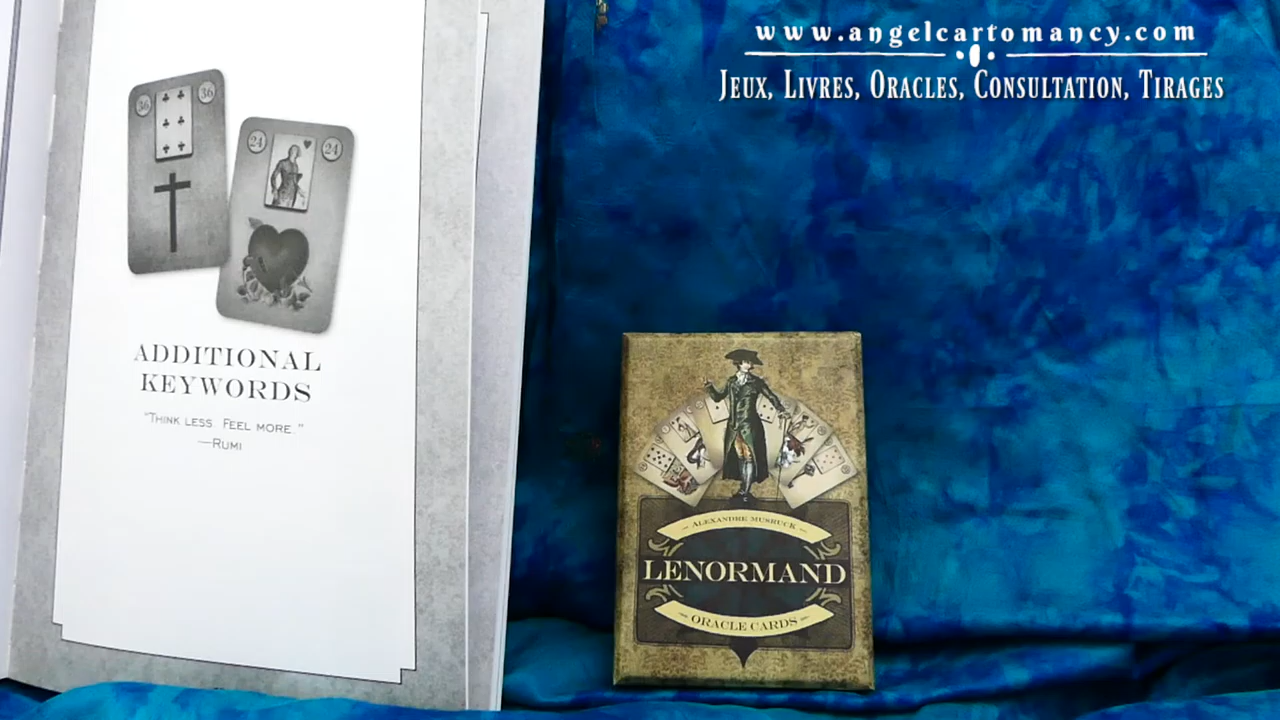 www.angelcartomancy.com
Jeux, Livres, Oracles, Consultation, Tirages
36 36
24 24
ADDITIONAL
KEYWORDS
"THINK LESS FEEL MORE."
—RUMI
ALEXANDRE MUSRUCK
LENORMAND
ORACLE CARDS